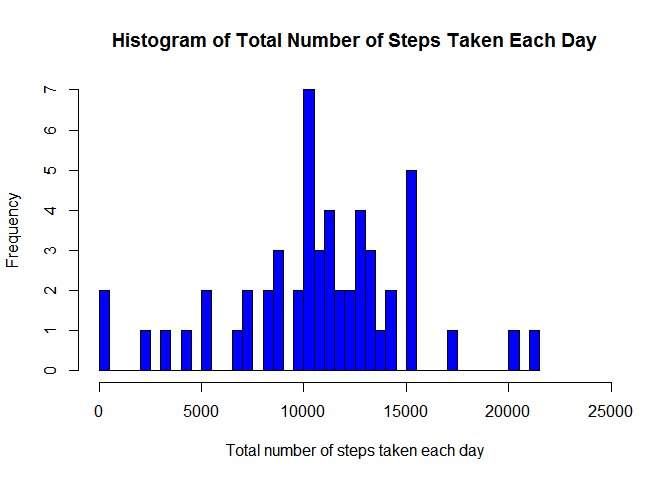 Histogram of Total Number of Steps Taken Each Day
Frequency
7
6
5
4
3
2
1
0
0 5000 10000 15000 20000 25000
Total number of steps taken each day